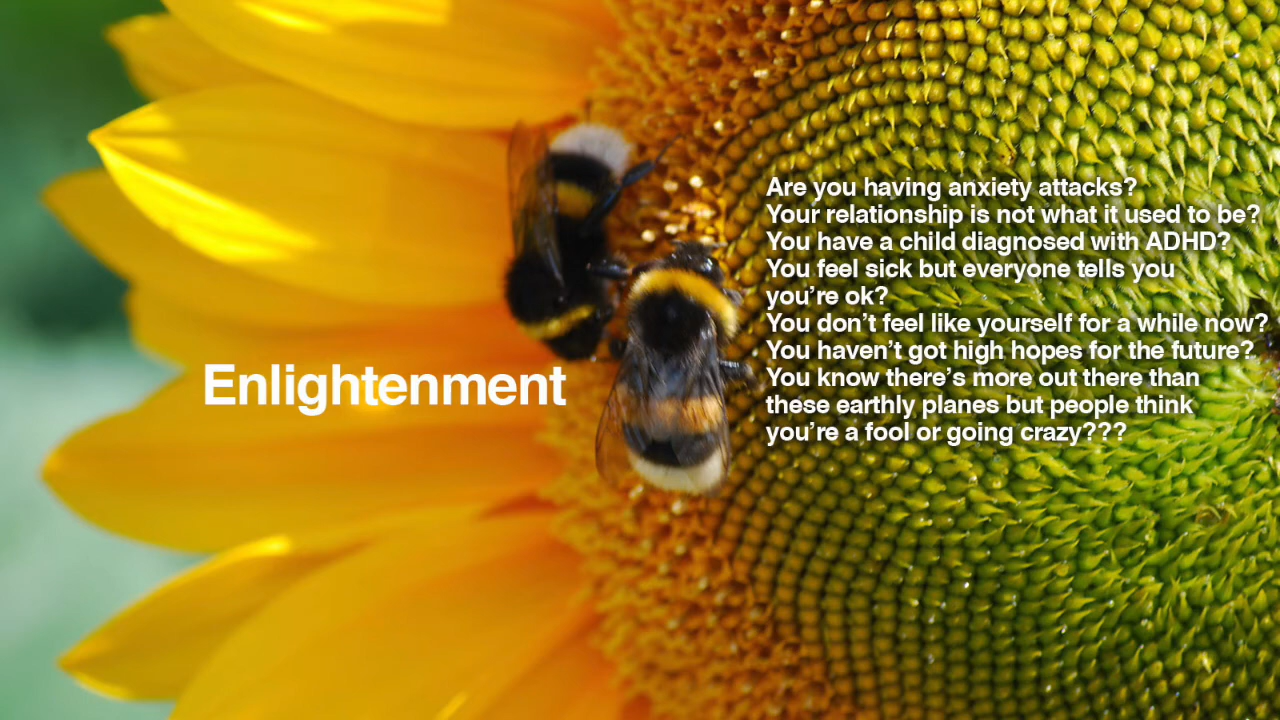 Enlightenment
Are you having anxiety attacks?
Your relationship is not what it used to be?
You have a child diagnosed with ADHD?
You feel sick but everyone tells you
you’re ok?
You don’t feel like yourself for a while now?
You haven’t got high hopes for the future?
You know there’s more out there than
these earthly planes but people think
you’re a fool or going crazy???